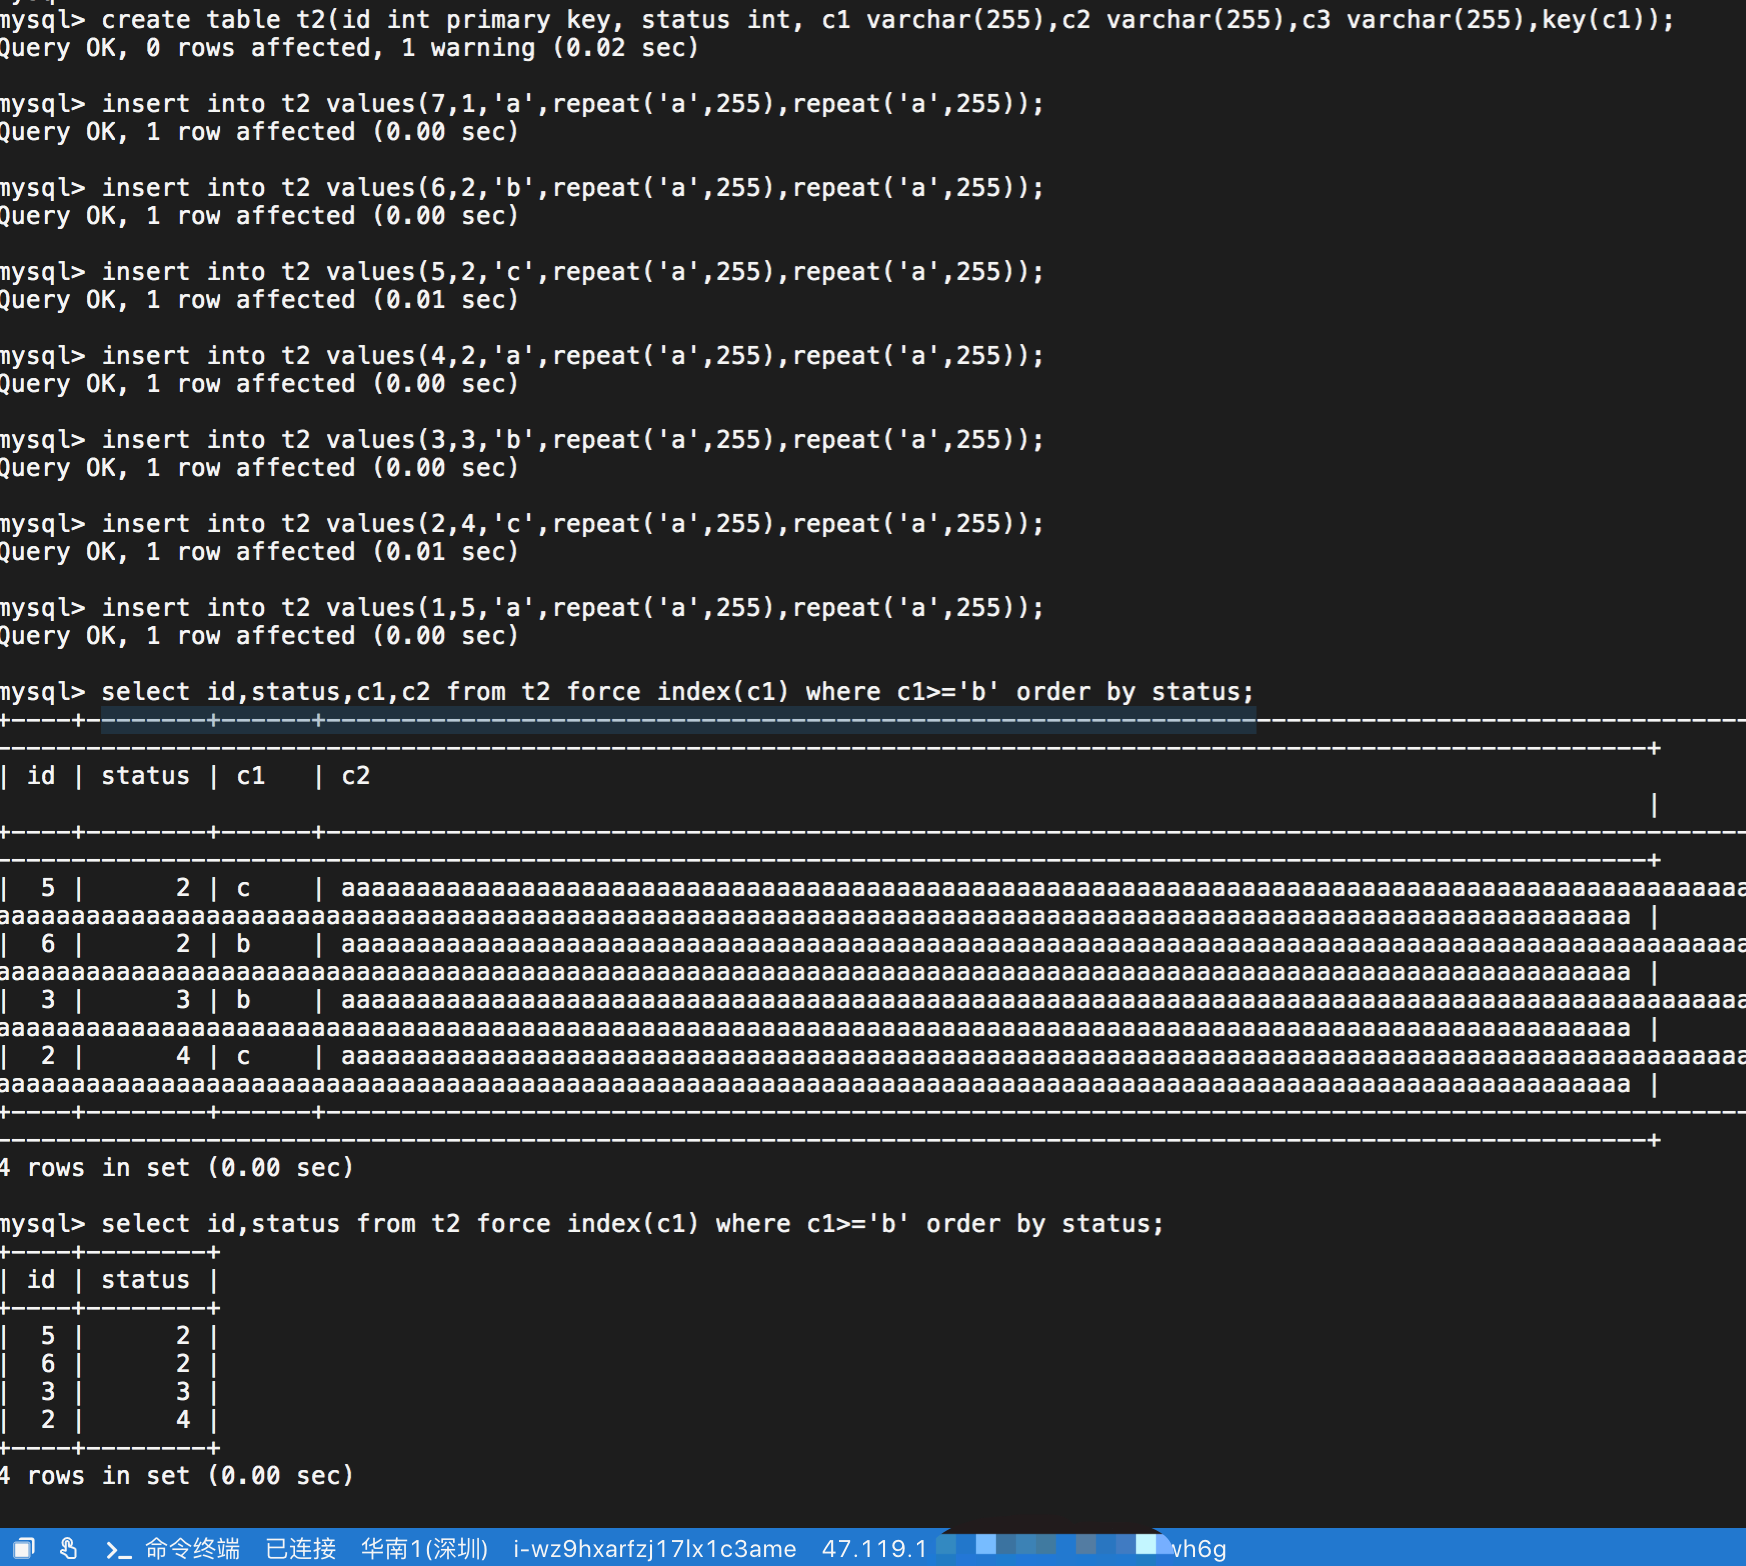 mysql> create table t2(id int primary key, status int, c1 varchar(255),c2 varchar(255),c3 varchar(255),key(c1));
Query OK, 0 rows affected, 1 warning (0.02 sec)
mysql> insert into t2 values(7,1,'a',repeat('a',255),repeat('a',255));
Query OK, 1 row affected (0.00 sec)
mysql> insert into t2 values(6,2,'b',repeat('a',255),repeat('a',255));
Query OK, 1 row affected (0.00 sec)
mysql> insert into t2 values(5,2,'c',repeat('a',255),repeat('a',255));
Query OK, 1 row affected (0.01 sec)
mysql> insert into t2 values(4,2,'a',repeat('a',255),repeat('a',255));
Query OK, 1 row affected (0.00 sec)
mysql> insert into t2 values(3,3,'b',repeat('a',255),repeat('a',255));
Query OK, 1 row affected (0.00 sec)
mysql> insert into t2 values(2,4,'c',repeat('a',255),repeat('a',255));
Query OK, 1 row affected (0.01 sec)
mysql> insert into t2 values(1,5,'a',repeat('a',255),repeat('a',255));
Query OK, 1 row affected (0.00 sec)
mysql> select id,status,c1,c2 from t2 force index(c1) where c1>='b' order by status;
| id | status | c1 | c2 |
| 5 | 2 | c |
| 6 | 2 | b |
| 3 | 3 | b |
| 2 | 4 | c |
4 rows in set (0.00 sec)
mysql> select id,status from t2 force index(c1) where c1>='b' order by status;
| id | status |
| 5 | 2 |
| 6 | 2 |
| 3 | 3 |
| 2 | 4 |
4 rows in set (0.00 sec)
命令终端 已连接 华南1(深圳) i-wz9hxarfzj17lx1c3ame 47.119.1 wh6g